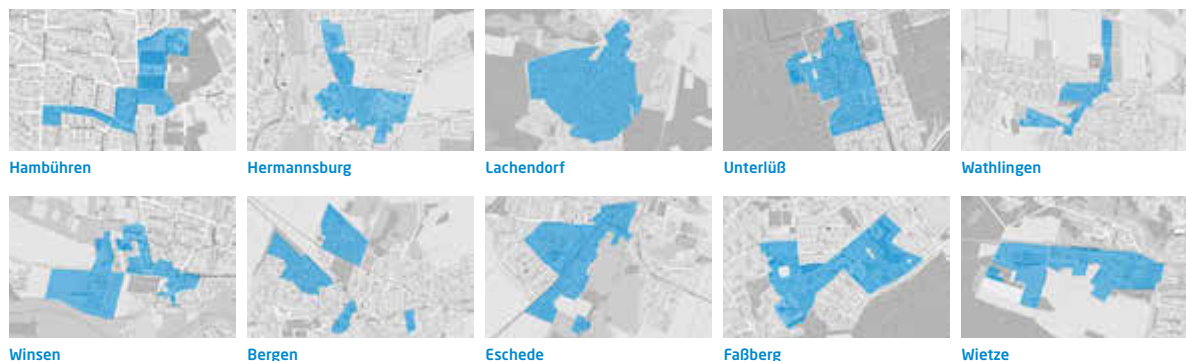 Hambühren
Hermannsburg
Lachendorf
Unterlüß
Wathlingen
Winsen
Bergen
Eschede
Faßberg
Wietze